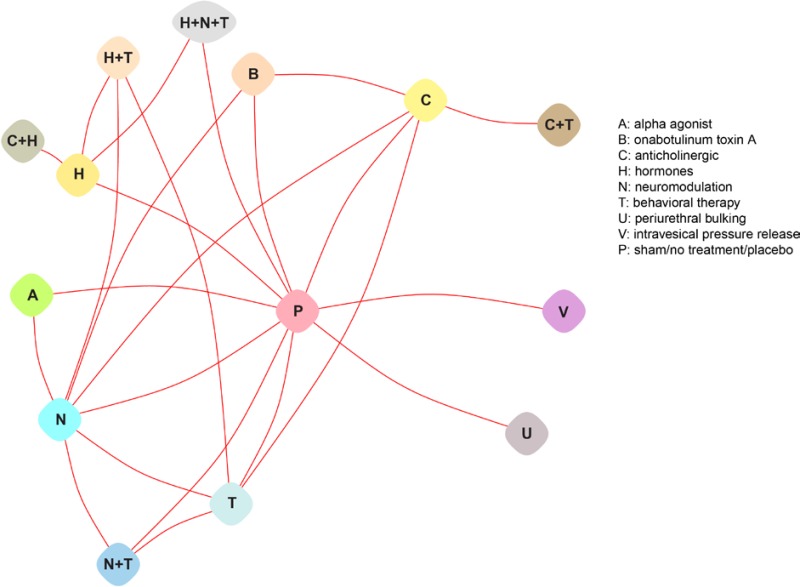 H+N+T
H+T
B
C
C+T
C+H
H
A
P
V
N
U
T
N+T
A: alpha agonist
B: onabotulinum toxin A
C: anticholinergic
H: hormones
N: neuromodulation
T: behavioral therapy
U: periurethral bulking
V: intravesical pressure release
P: sham/no treatment/placebo